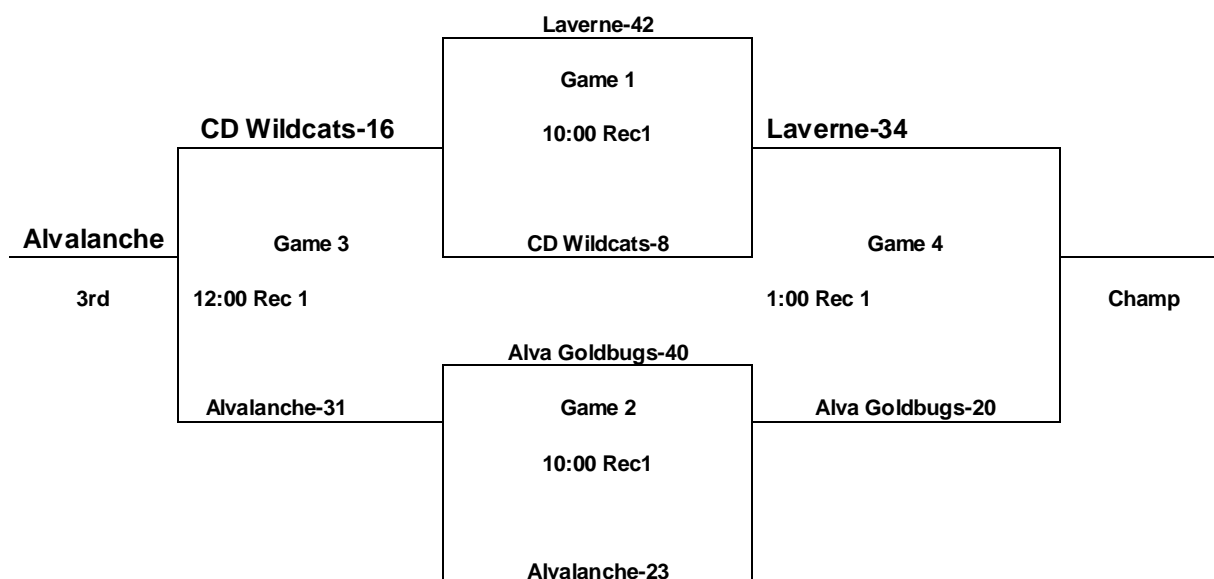 Laverne-42
Game 1
CD Wildcats-16
10:00 Rec1
Laverne-34
Alvalanche
Game 3
CD Wildcats-8
Game 4
3rd
12:00 Rec 1
1:00 Rec 1
Champ
Alva Goldbugs-40
Alvalanche-31
Game 2
Alva Goldbugs-20
10:00 Rec1
Alvalanche-23